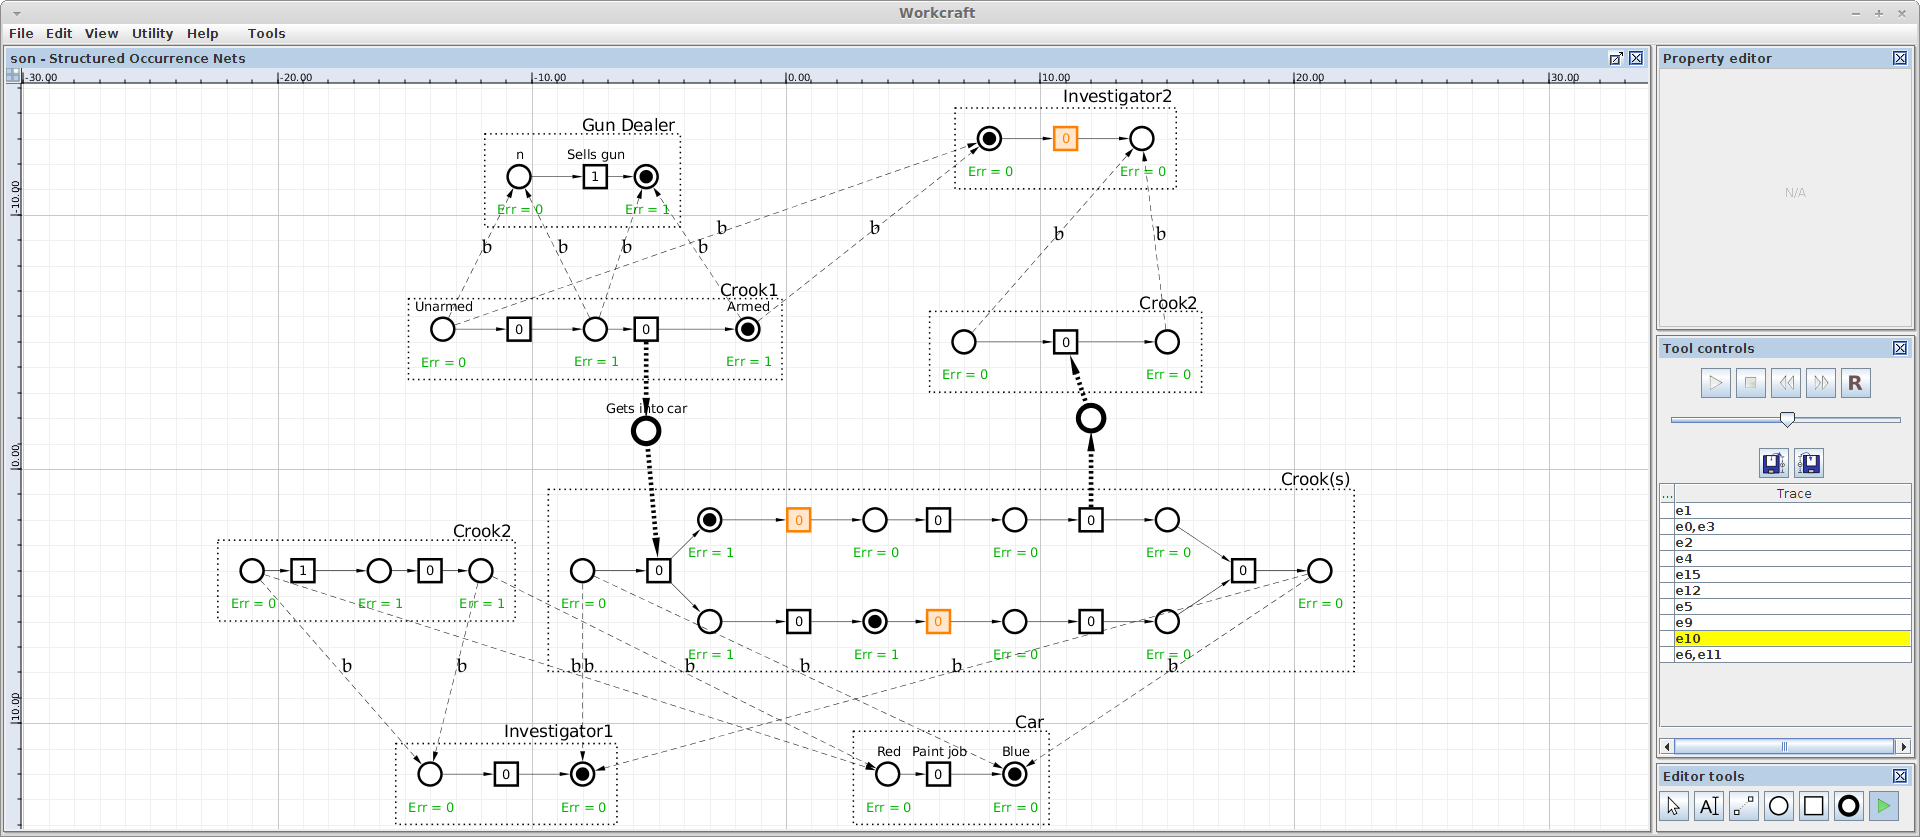 Workcraft
File Edit View Utility Help Tools
son - Structured Occurrence Nets
-30.00 -20.00 -10.00 0.00 10.00 20.00 30.00
-10.00
0.00
10.00
Investigator2
0
Err = 0 Err = 0
Gun Dealer
n Sells gun
1
Err = 0 Err = 1
b b b b b b b b
Crook1
Unarmed Armed
0 0
Err = 0 Err = 1 Err = 1
Crook2
0
Err = 0 Err = 0
Gets into car
Crook(s)
0 0 0
Err = 1 Err = 0 Err = 0 Err = 0
0 0
Err = 0 Err = 0
0 0 0
Err = 1 Err = 1 Err = 0 Err = 0
Crook2
1 0
Err = 0 Err = 1 Err = 1
b b b b b b b b
Investigator1
0
Err = 0 Err = 0
Car
Red Paint job Blue
0
Err = 0 Err = 0
Property editor
N/A
Tool controls
R
... Trace
e1
e0,e3
e2
e4
e15
e12
e5
e9
e10
e6,e11
Editor tools
A